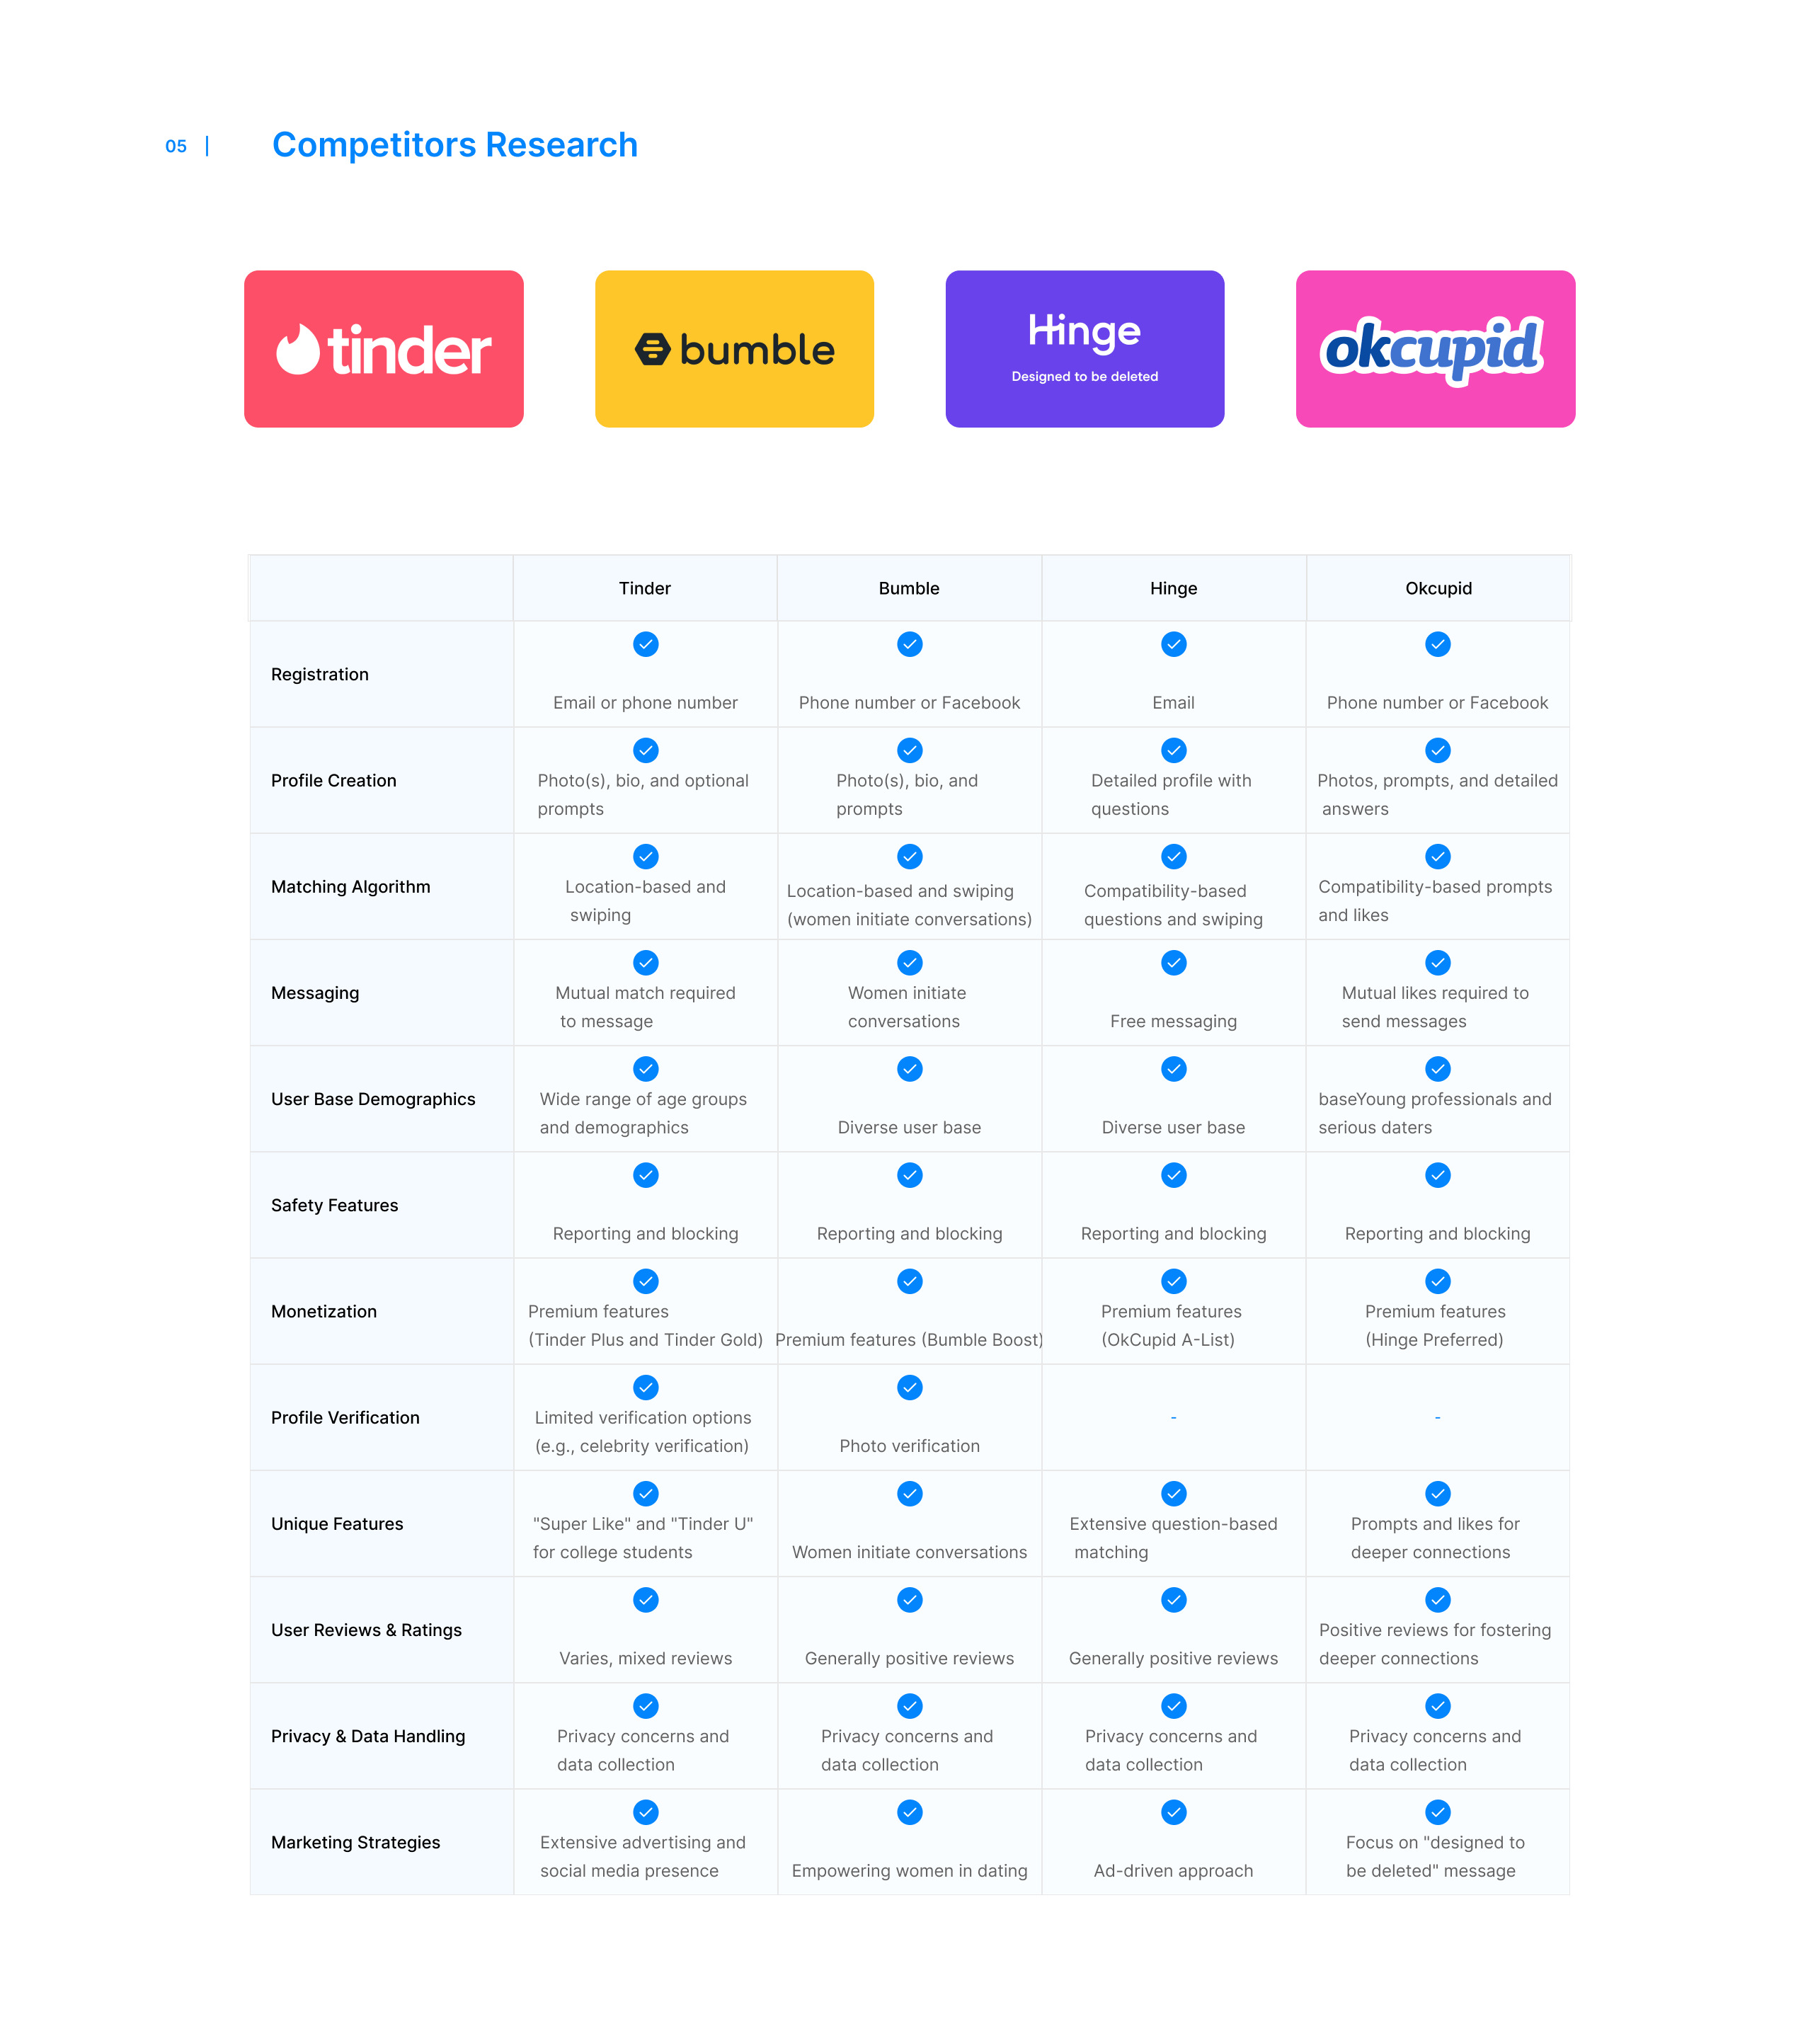 05 |
Competitors Research
tinder
bumble
Hinge
Designed to be deleted
okcupid
Tinder
Bumble
Hinge
Okcupid
Registration
Email or phone number
Phone number or Facebook
Email
Phone number or Facebook
Profile Creation
Photo(s), bio, and optional
prompts
Photo(s), bio, and
prompts
Detailed profile with
questions
Photos, prompts, and detailed
answers
Matching Algorithm
Location-based and
swiping
Location-based and swiping
(women initiate conversations)
Compatibility-based
questions and swiping
Compatibility-based prompts
and likes
Messaging
Mutual match required
to message
Women initiate
conversations
Free messaging
Mutual likes required to
send messages
User Base Demographics
Wide range of age groups
and demographics
Diverse user base
Diverse user base
baseYoung professionals and
serious daters
Safety Features
Reporting and blocking
Reporting and blocking
Reporting and blocking
Reporting and blocking
Monetization
Premium features
(Tinder Plus and Tinder Gold)
Premium features (Bumble Boost)
Premium features
(OkCupid A-List)
Premium features
(Hinge Preferred)
Profile Verification
Limited verification options
(e.g., celebrity verification)
Photo verification
-
-
Unique Features
"Super Like" and "Tinder U"
for college students
Women initiate conversations
Extensive question-based
matching
Prompts and likes for
deeper connections
User Reviews & Ratings
Varies, mixed reviews
Generally positive reviews
Generally positive reviews
Positive reviews for fostering
deeper connections
Privacy & Data Handling
Privacy concerns and
data collection
Privacy concerns and
data collection
Privacy concerns and
data collection
Privacy concerns and
data collection
Marketing Strategies
Extensive advertising and
social media presence
Empowering women in dating
Ad-driven approach
Focus on "designed to
be deleted" message